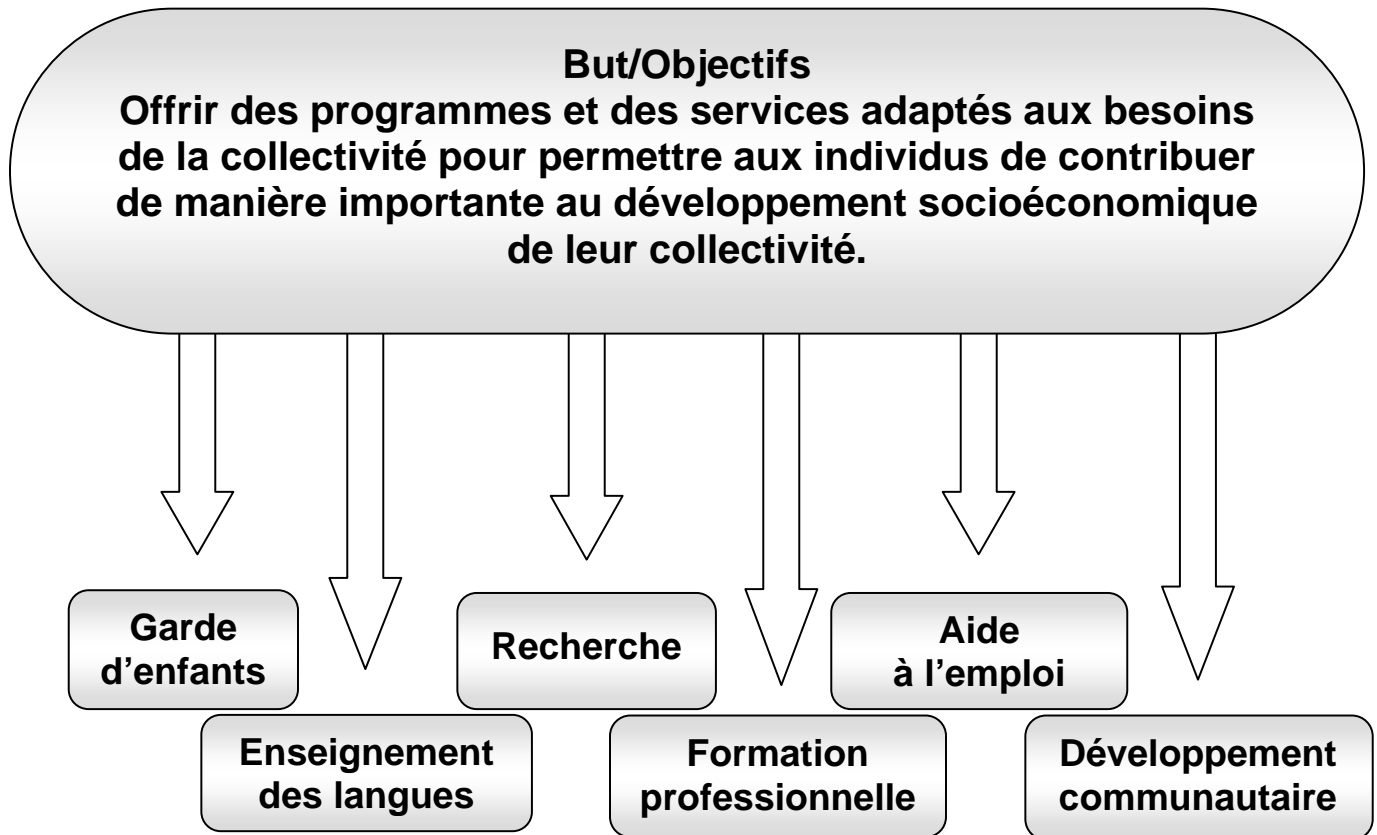 But/Objectifs
Offrir des programmes et des services adaptés aux besoins
de la collectivité pour permettre aux individus de contribuer
de manière importante au développement socioéconomique
de leur collectivité.
Garde
d’enfants
Enseignement
des langues
Recherche
Formation
professionnelle
Aide
à l’emploi
Développement
communautaire